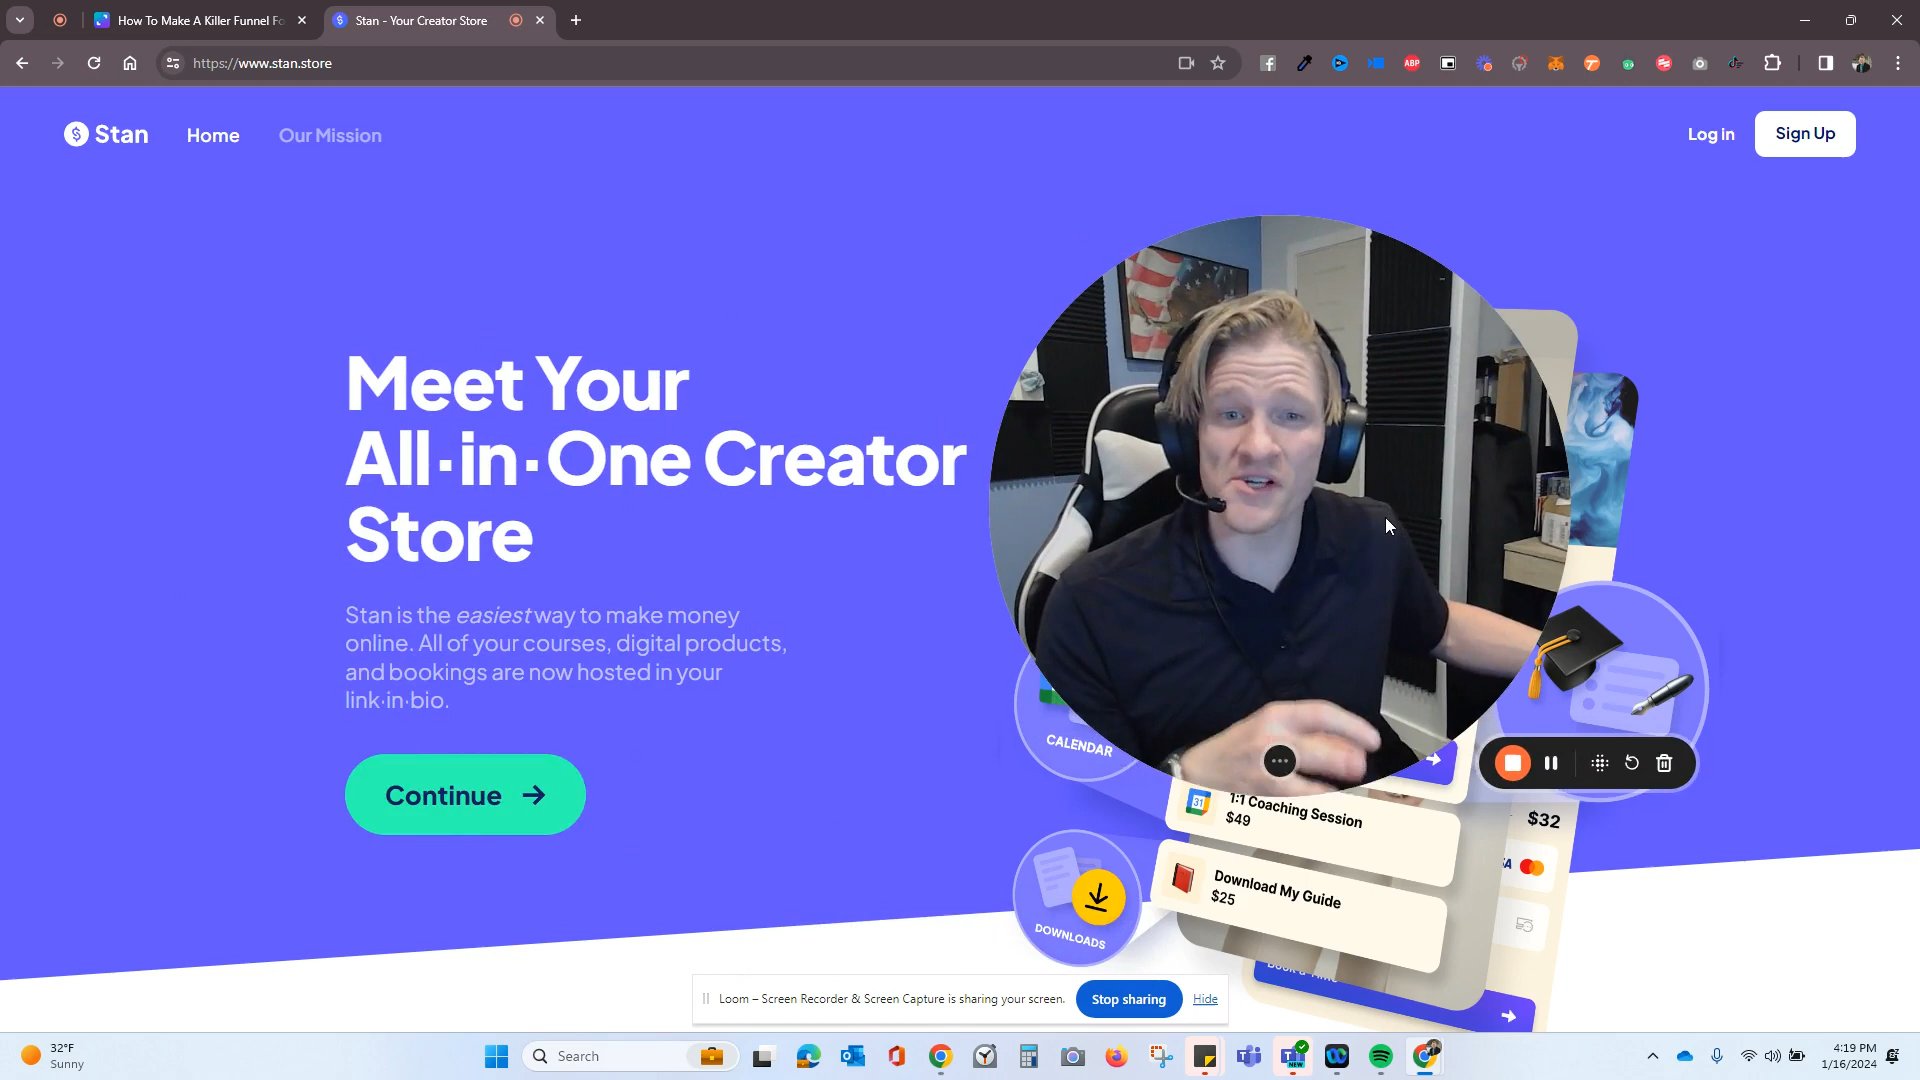 How To Make A Killer Funnel Fo
Stan - Your Creator Store
https://www.stan.store
ABP
Stan
Home
Our Mission
Log in
Sign Up
Meet Your
All·in·One Creator
Store
Stan is the easiest way to make money
online. All of your courses, digital products,
and bookings are now hosted in your
link·in·bio.
Continue
CALENDAR
31
1:1 Coaching Session
$49
$32
Download My Guide
$25
DOWNLOADS
Loom – Screen Recorder & Screen Capture is sharing your screen.
Stop sharing
Hide
32°F
Sunny
Search
NEW
4:19 PM
1/16/2024